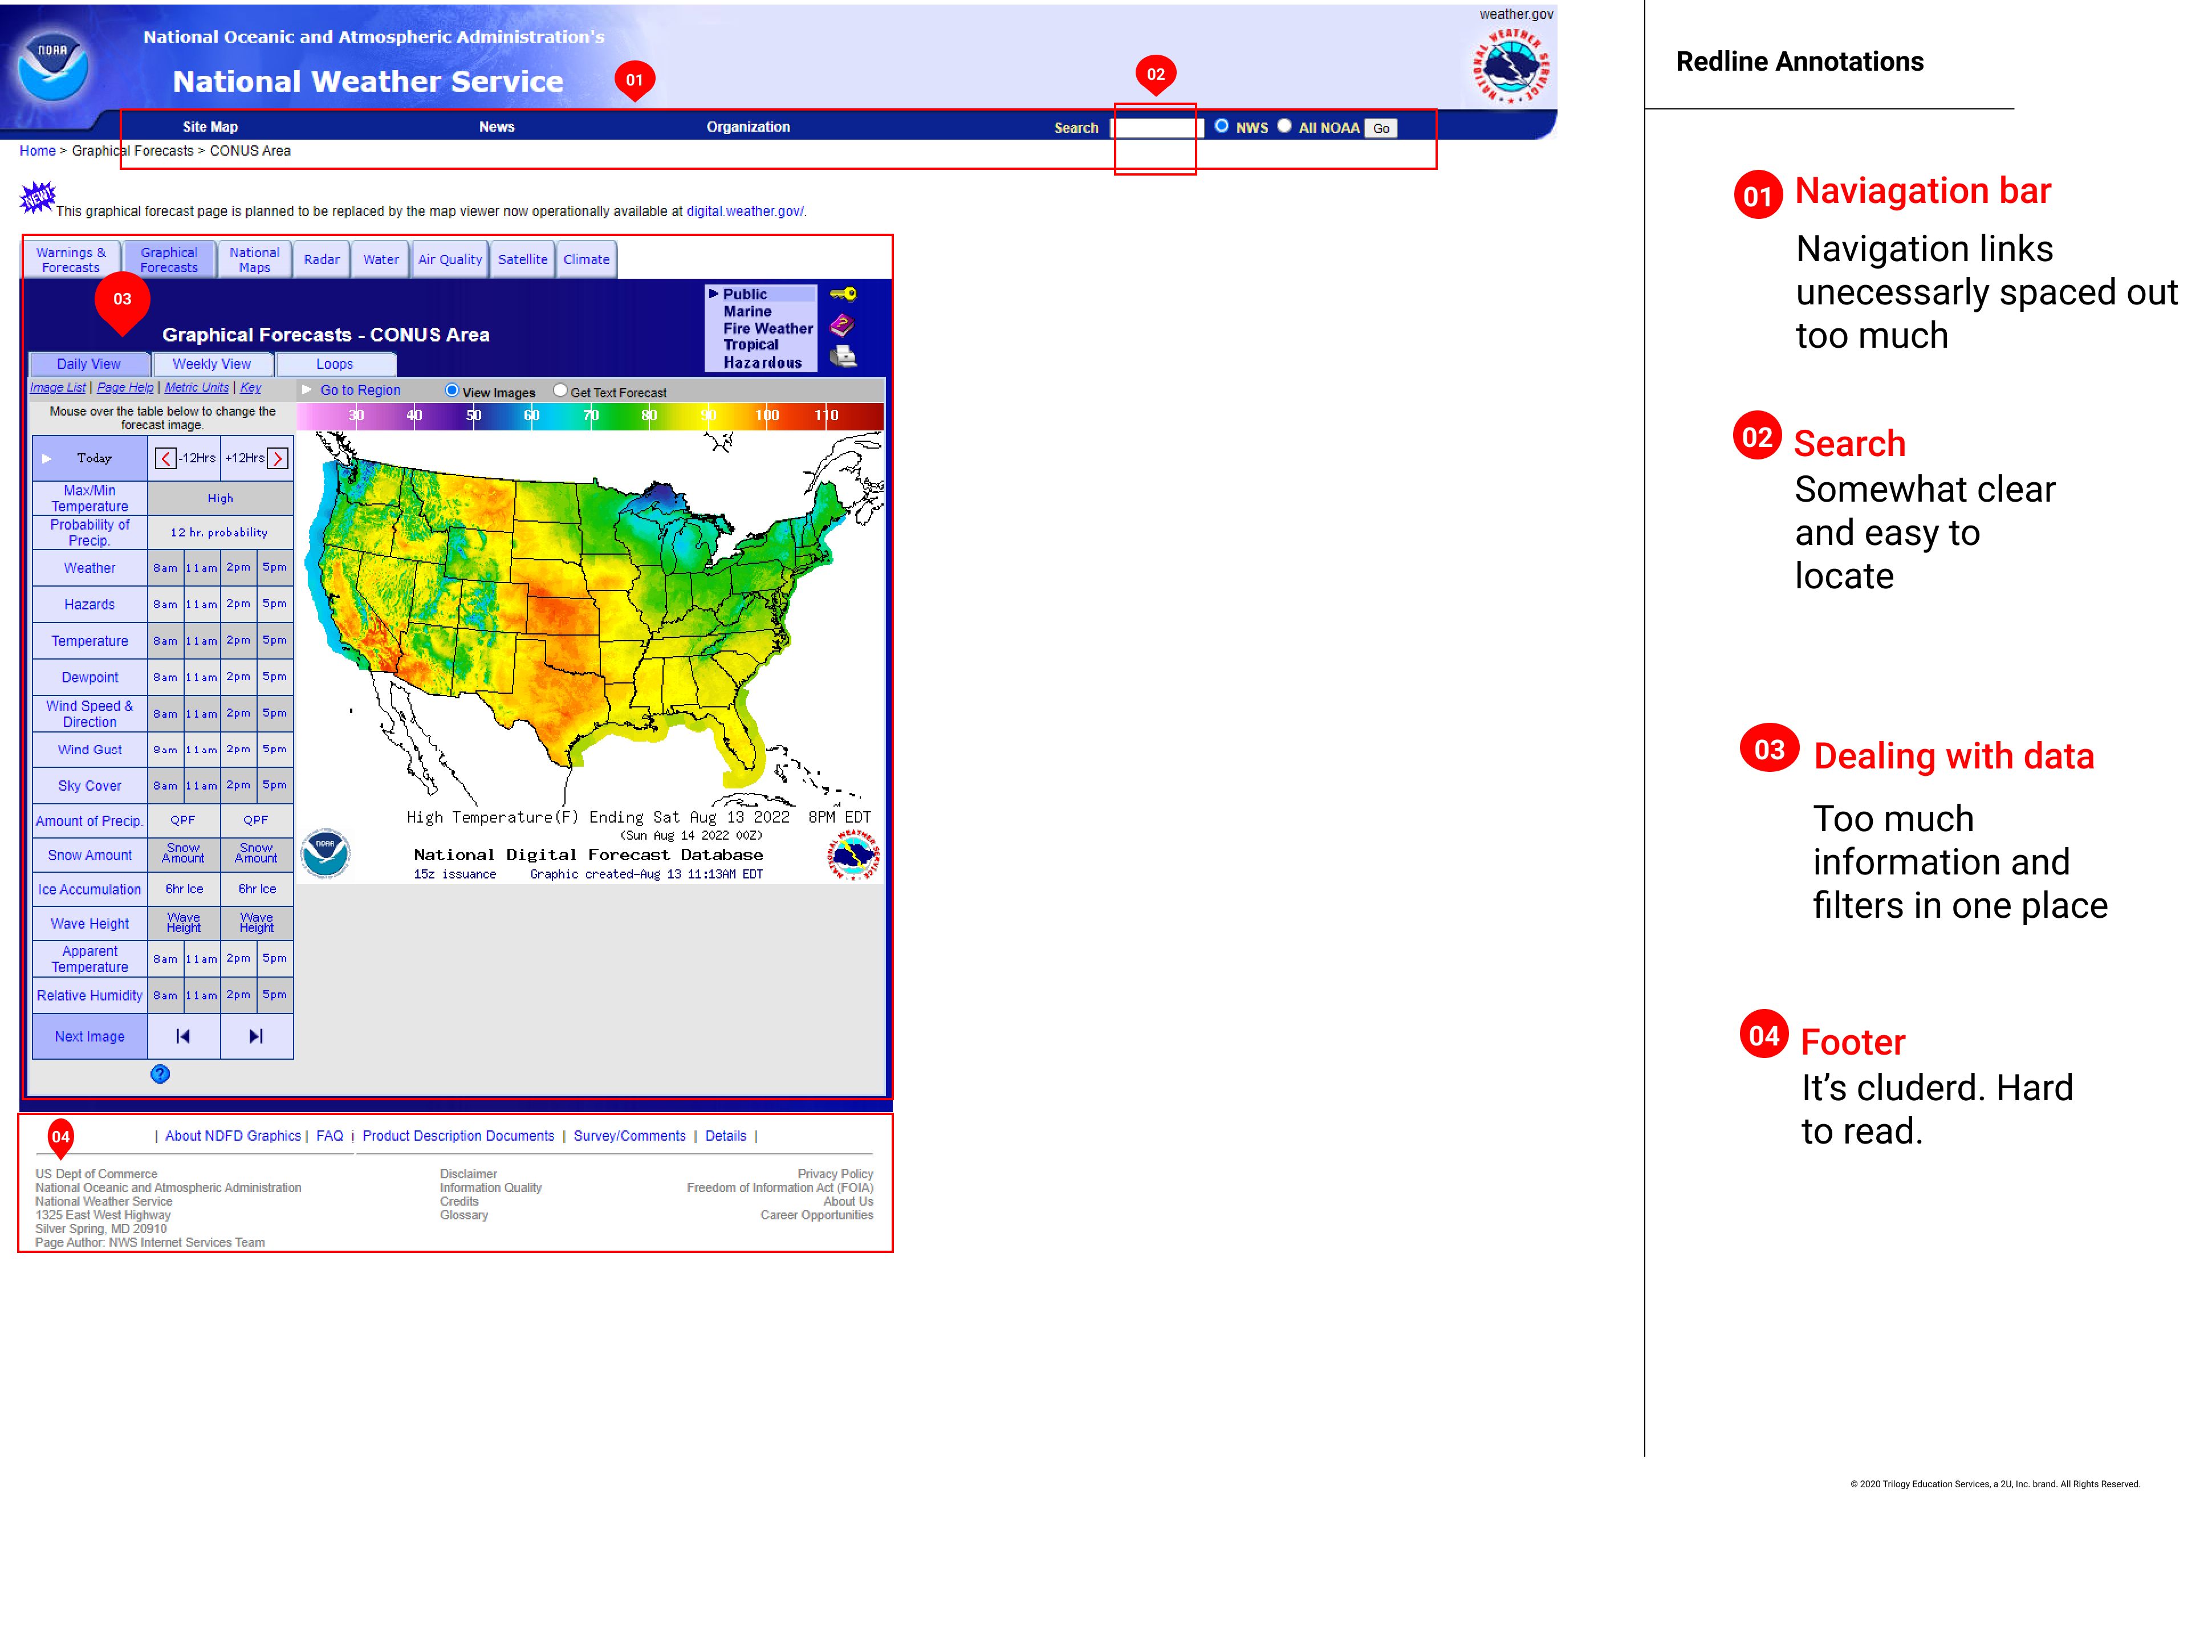 weather.gov
NOAA
National Oceanic and Atmospheric Administration's
National Weather Service
01
02
NATIONAL WEATHER SERVICE
Site Map News Organization Search NWS All NOAA Go
Home > Graphical Forecasts > CONUS Area
NEW! This graphical forecast page is planned to be replaced by the map viewer now operationally available at digital.weather.gov/.
Warnings & Forecasts Graphical Forecasts National Maps Radar Water Air Quality Satellite Climate
03
Graphical Forecasts - CONUS Area
Public
Marine
Fire Weather
Tropical
Hazardous
Daily View Weekly View Loops
Image List | Page Help | Metric Units | Key Go to Region View Images Get Text Forecast
30 40 50 60 70 80 90 100 110
Mouse over the table below to change the
forecast image.
Today -12Hrs +12Hrs
Max/Min Temperature High
Probability of Precip. 12 hr. probability
Weather 8am 11am 2pm 5pm
Hazards 8am 11am 2pm 5pm
Temperature 8am 11am 2pm 5pm
Dewpoint 8am 11am 2pm 5pm
Wind Speed & Direction 8am 11am 2pm 5pm
Wind Gust 8am 11am 2pm 5pm
Sky Cover 8am 11am 2pm 5pm
Amount of Precip. QPF QPF
Snow Amount Snow Amount Snow Amount
Ice Accumulation 6hr Ice 6hr Ice
Wave Height Wave Height Wave Height
Apparent Temperature 8am 11am 2pm 5pm
Relative Humidity 8am 11am 2pm 5pm
Next Image
?
High Temperature(F) Ending Sat Aug 13 2022 8PM EDT
(Sun Aug 14 2022 00Z)
National Digital Forecast Database
15z issuance Graphic created-Aug 13 11:13AM EDT
NOAA
NATIONAL WEATHER SERVICE
04
| About NDFD Graphics | FAQ | Product Description Documents | Survey/Comments | Details |
US Dept of Commerce
National Oceanic and Atmospheric Administration
National Weather Service
1325 East West Highway
Silver Spring, MD 20910
Page Author: NWS Internet Services Team
Disclaimer
Information Quality
Credits
Glossary
Privacy Policy
Freedom of Information Act (FOIA)
About Us
Career Opportunities
Redline Annotations
01 Naviagation bar
Navigation links
unecessarly spaced out
too much
02 Search
Somewhat clear
and easy to
locate
03 Dealing with data
Too much
information and
filters in one place
04 Footer
It’s cluderd. Hard
to read.
© 2020 Trilogy Education Services, a 2U, Inc. brand. All Rights Reserved.